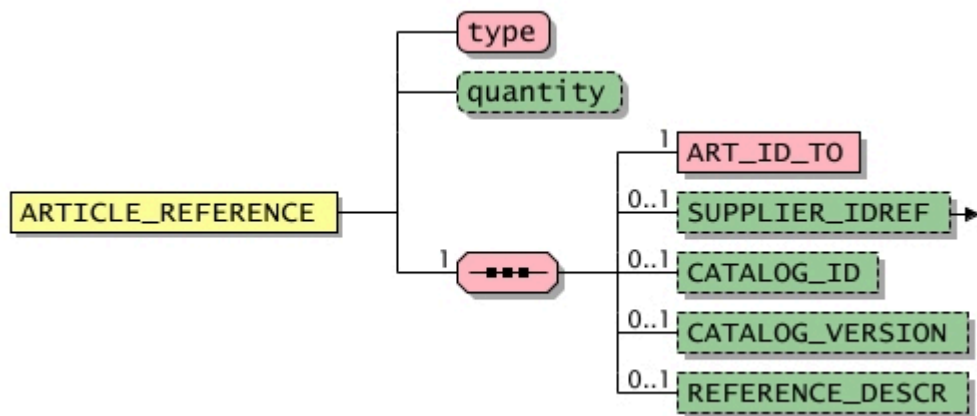 type
quantity
1 ART_ID_TO
ARTICLE_REFERENCE
0..1 SUPPLIER_IDREF
1
0..1 CATALOG_ID
0..1 CATALOG_VERSION
0..1 REFERENCE_DESCR